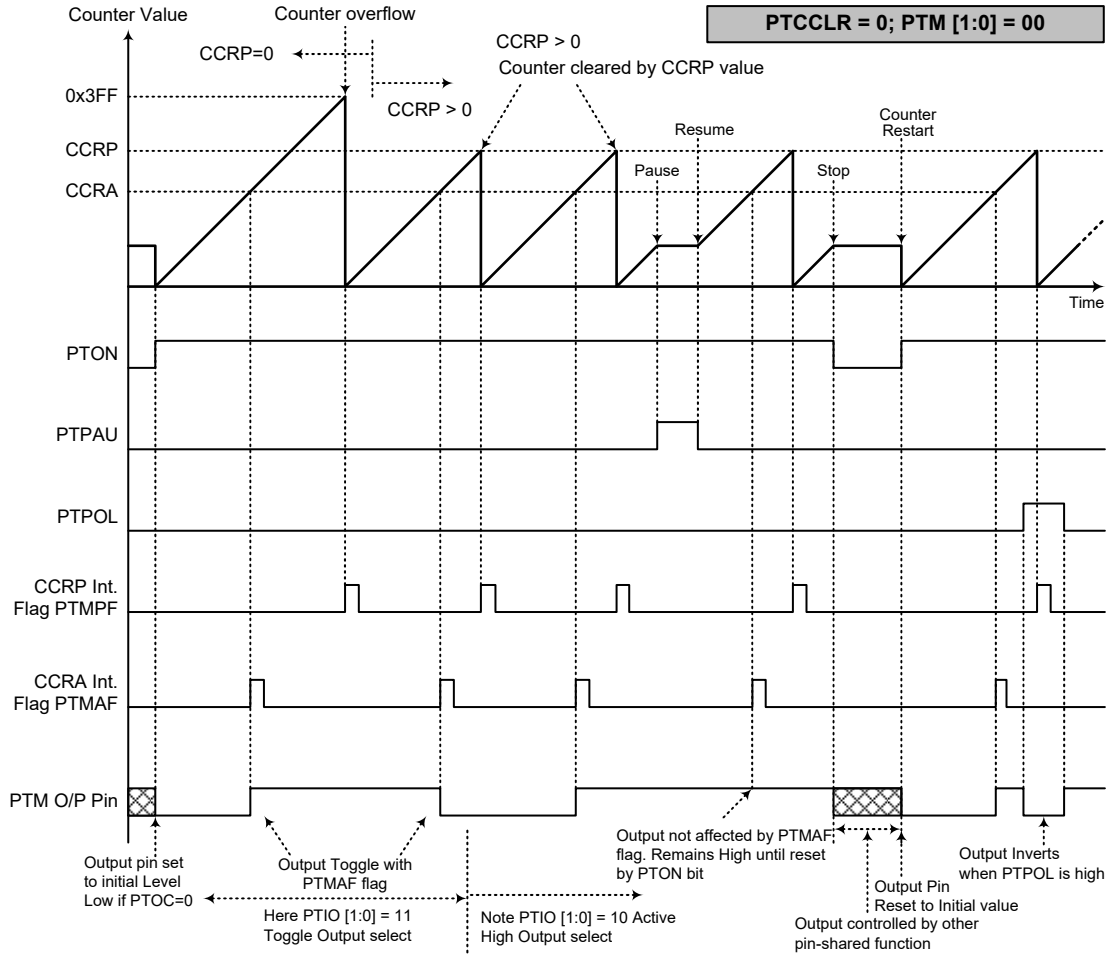 Counter Value
Counter overflow
PTCCLR = 0; PTM [1:0] = 00
CCRP=0
CCRP > 0
CCRP > 0
Counter cleared by CCRP value
0x3FF
CCRP
CCRA
Pause
Resume
Stop
Counter
Restart
Time
PTON
PTPAU
PTPOL
CCRP Int.
Flag PTMPF
CCRA Int.
Flag PTMAF
PTM O/P Pin
Output pin set
to initial Level
Low if PTOC=0
Output Toggle with
PTMAF flag
Here PTIO [1:0] = 11
Toggle Output select
Note PTIO [1:0] = 10 Active
High Output select
Output not affected by PTMAF
flag. Remains High until reset
by PTON bit
Output Pin
Reset to Initial value
Output controlled by other
pin-shared function
Output Inverts
when PTPOL is high